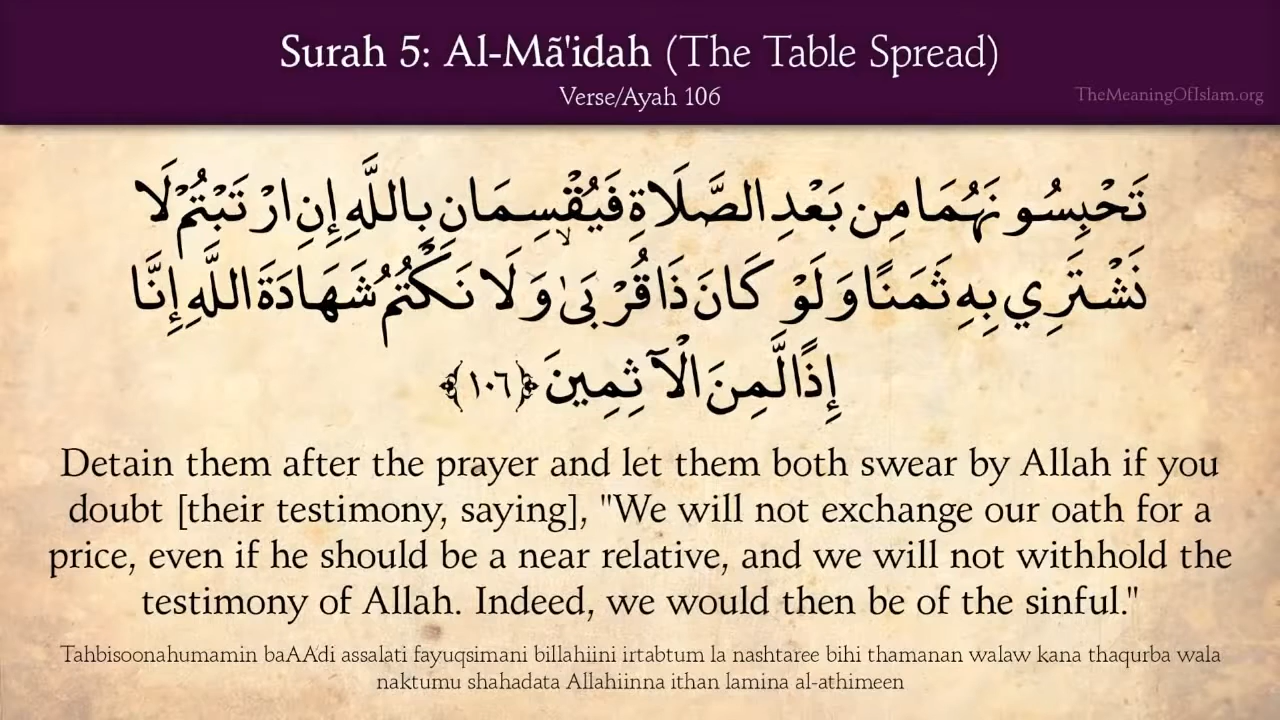 Surah 5: Al-Mã'idah (The Table Spread)
Verse/Ayah 106
TheMeaningOfIslam.org
تَحْبِسُونَهُمَا مِن بَعْدِ الصَّلَاةِ فَيُقْسِمَانِ بِاللَّهِ إِنِ ارْتَبْتُمْ لَا
نَشْتَرِي بِهِ ثَمَنًا وَلَوْ كَانَ ذَا قُرْبَىٰ وَلَا نَكْتُمُ شَهَادَةَ اللَّهِ إِنَّا
إِذًا لَّمِنَ الْآثِمِينَ ﴿١٠٦﴾
Detain them after the prayer and let them both swear by Allah if you
doubt [their testimony, saying], "We will not exchange our oath for a
price, even if he should be a near relative, and we will not withhold the
testimony of Allah. Indeed, we would then be of the sinful."
Tahbisoonahumamin baAAdi assalati fayuqsimani billahiini irtabtum la nashtaree bihi thamanan walaw kana thaqurba wala
naktumu shahadata Allahiinna ithan lamina al-athimeen